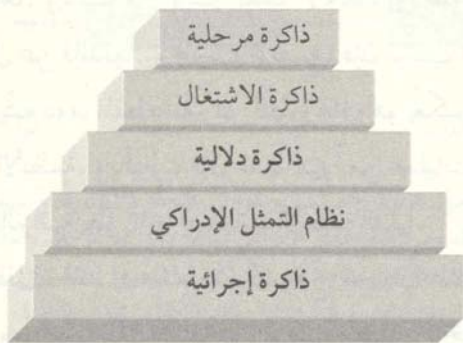 ذاكرة مرحلية
ذاكرة الاشتغال
ذاكرة دلالية
نظام التمثل الإدراكي
ذاكرة إجرائية